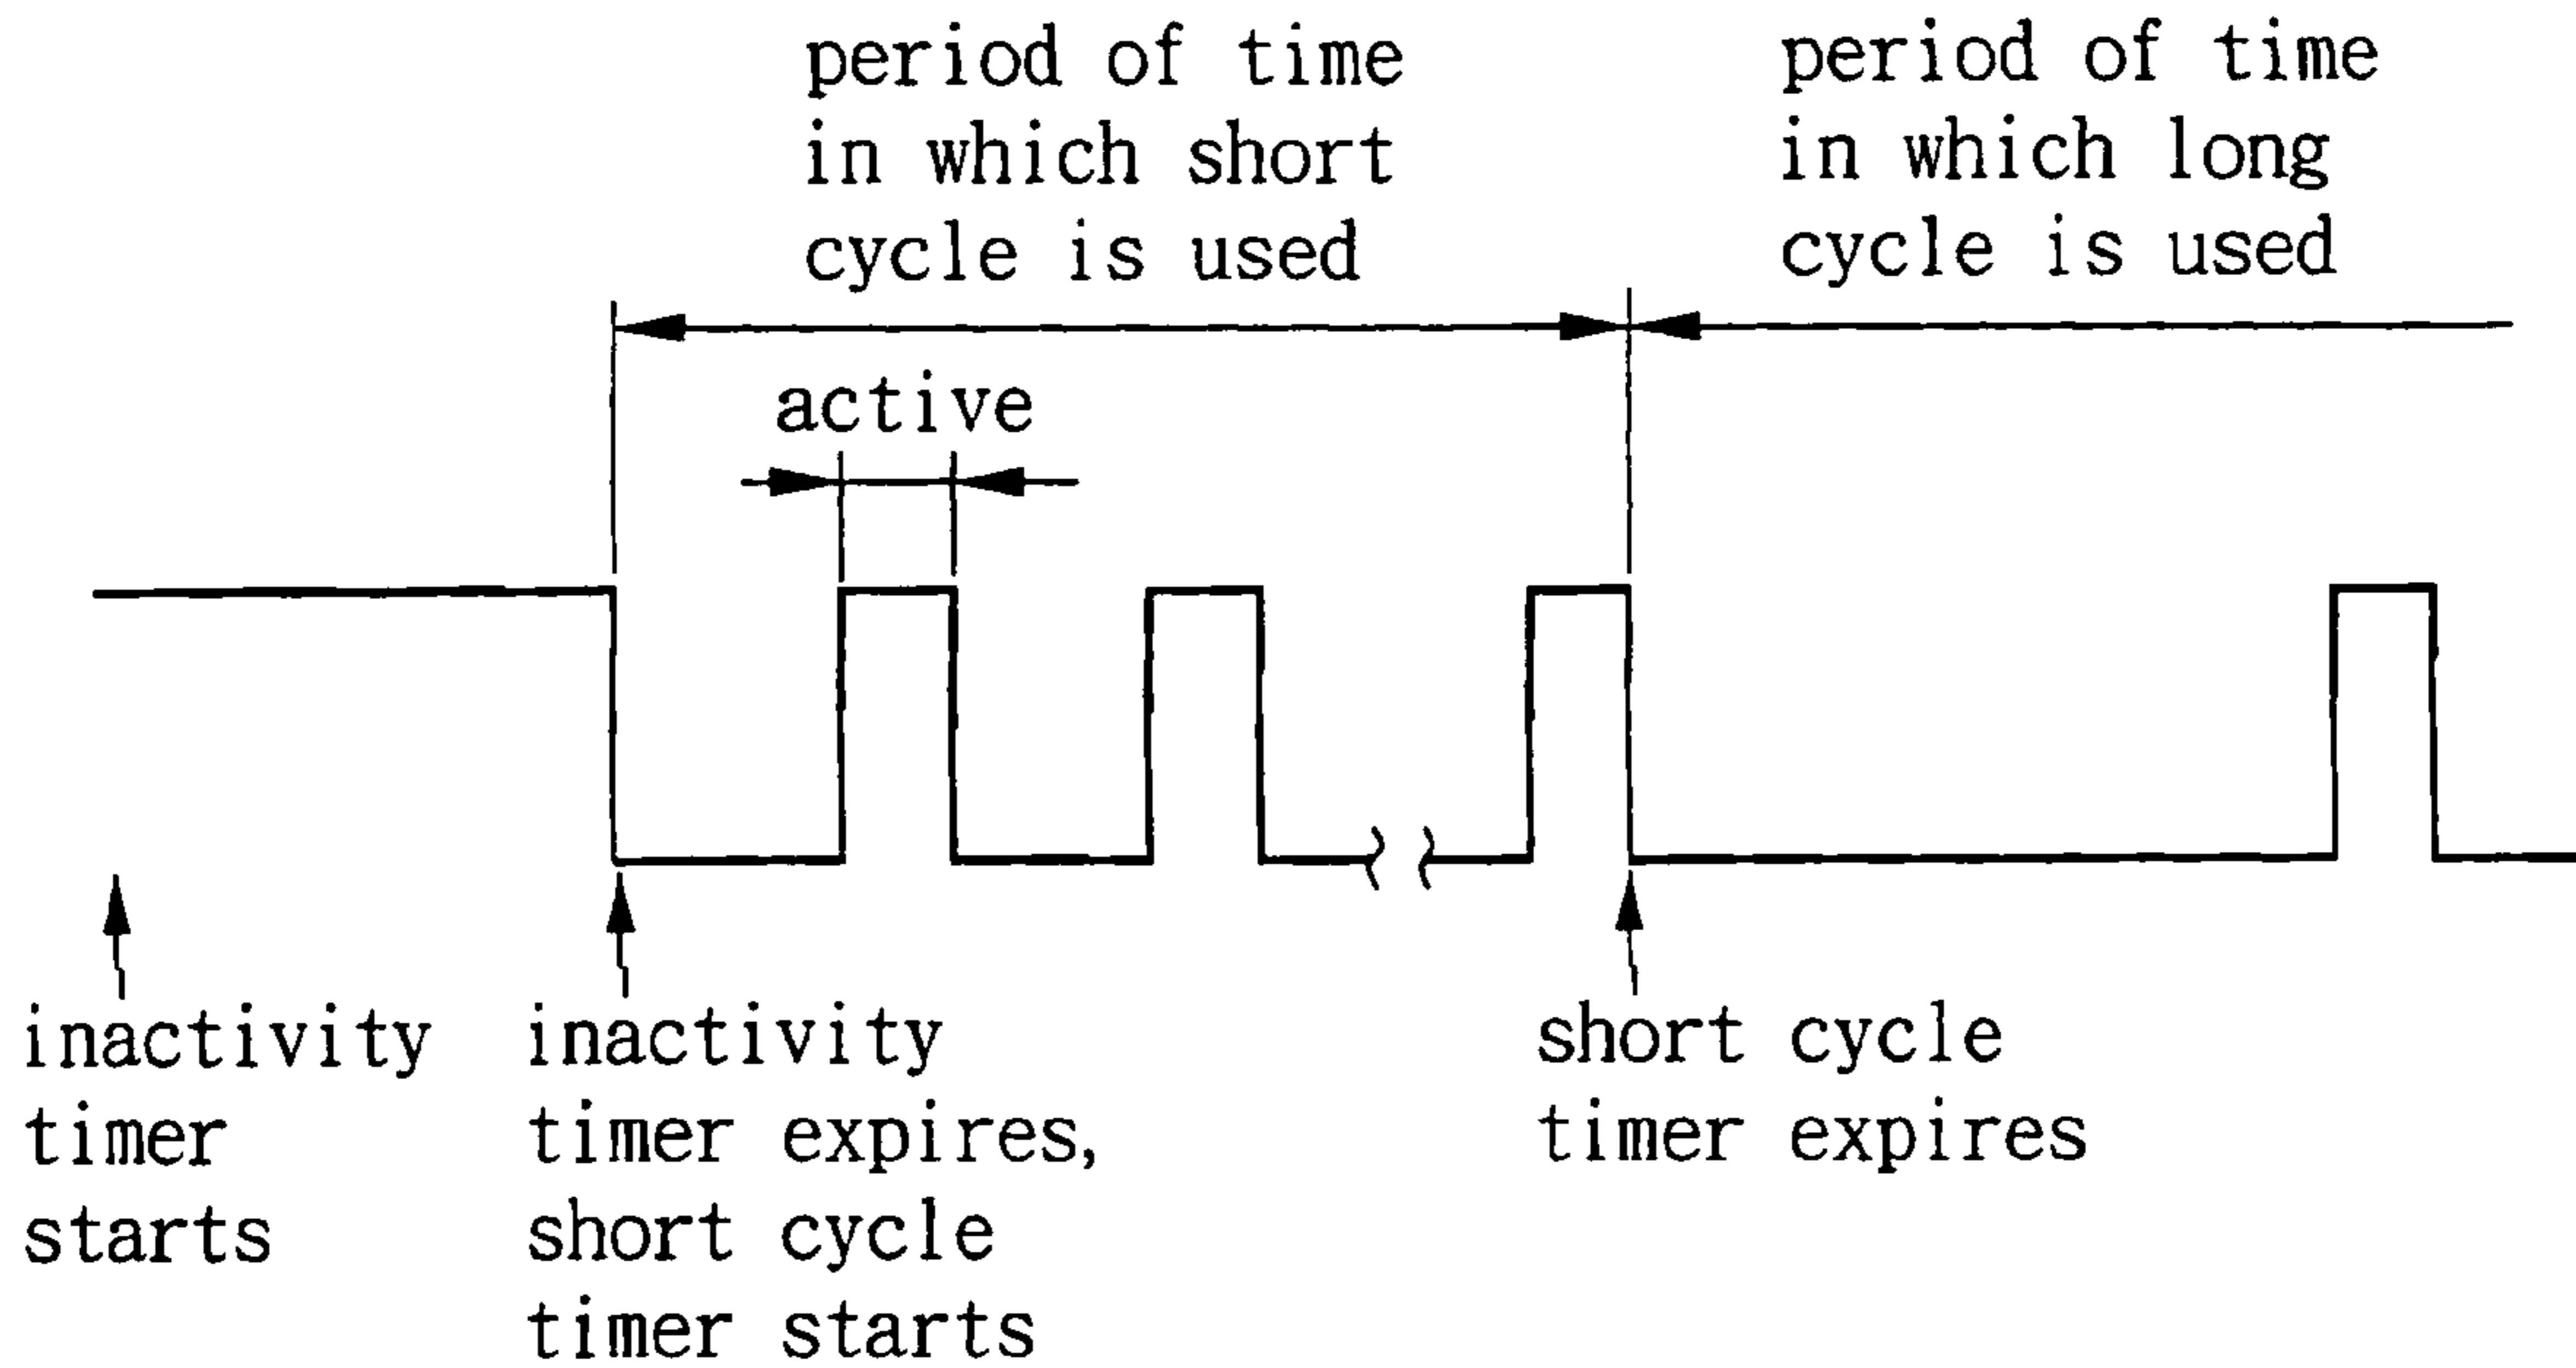 period of time
in which short
cycle is used
period of time
in which long
cycle is used
active
inactivity
timer
starts
inactivity
timer expires,
short cycle
timer starts
short cycle
timer expires